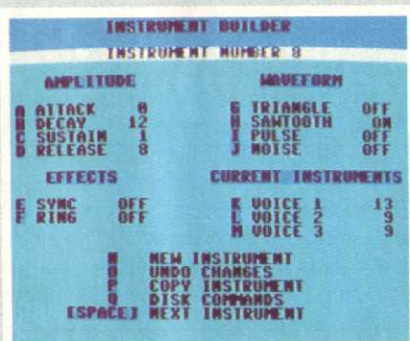 INSTRUMENT BUILDER
INSTRUMENT NUMBER 8
AMPLITUDE WAVEFORM
A ATTACK 0 G TRIANGLE OFF
B DECAY 12 H SAWTOOTH ON
C SUSTAIN 1 I PULSE OFF
D RELEASE 8 J NOISE OFF
EFFECTS CURRENT INSTRUMENTS
E SYNC OFF K VOICE 1 13
F RING OFF L VOICE 2 9
M VOICE 3 9
N NEW INSTRUMENT
O UNDO CHANGES
P COPY INSTRUMENT
Q DISK COMMANDS
[SPACE] NEXT INSTRUMENT